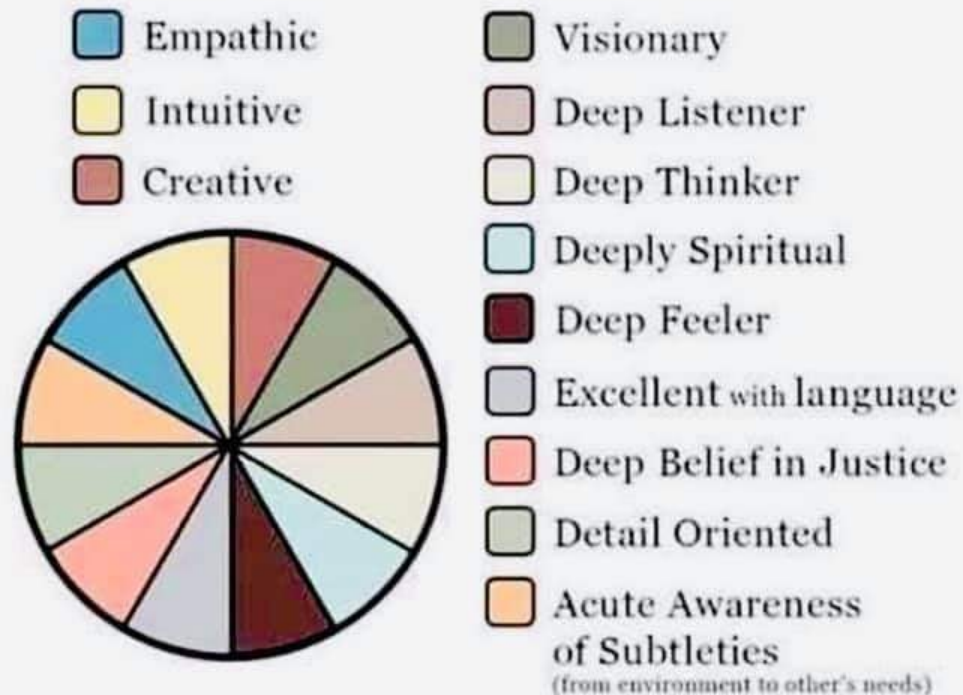 Empathic
Intuitive
Creative
Visionary
Deep Listener
Deep Thinker
Deeply Spiritual
Deep Feeler
Excellent with language
Deep Belief in Justice
Detail Oriented
Acute Awareness
of Subtleties
(from environment to other's needs)